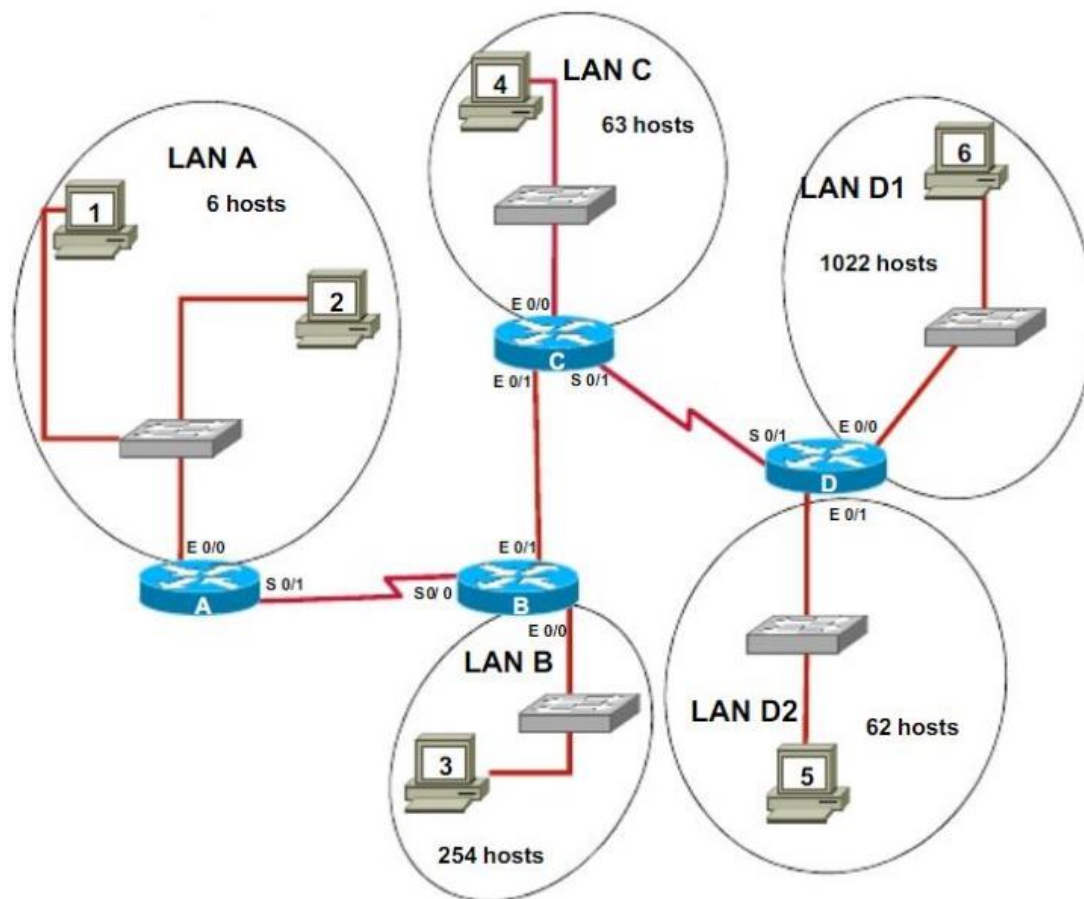 LAN A
6 hosts
1
2
E 0/0
A
S 0/1
LAN C
4
63 hosts
E 0/0
C
E 0/1
S 0/1
LAN D1
6
1022 hosts
S 0/1
E 0/0
D
E 0/1
E 0/1
S0/ 0
B
E 0/0
LAN B
3
254 hosts
LAN D2
62 hosts
5